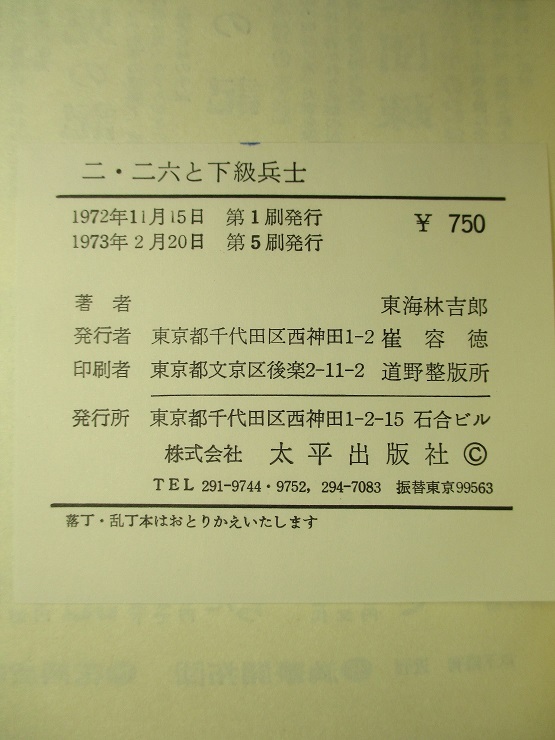 二・二六と下級兵士
1972年11月15日 第1刷発行 ¥ 750
1973年2月20日 第5刷発行
著 者 東海林吉郎
発行者 東京都千代田区西神田1-2 崔 容 徳
印刷者 東京都文京区後楽2-11-2 道野整版所
発行所 東京都千代田区西神田1-2-15 石合ビル
株式会社 太平出版社 ©
TEL 291-9744・9752, 294-7083 振替東京99563
落丁・乱丁本はおとりかえいたします